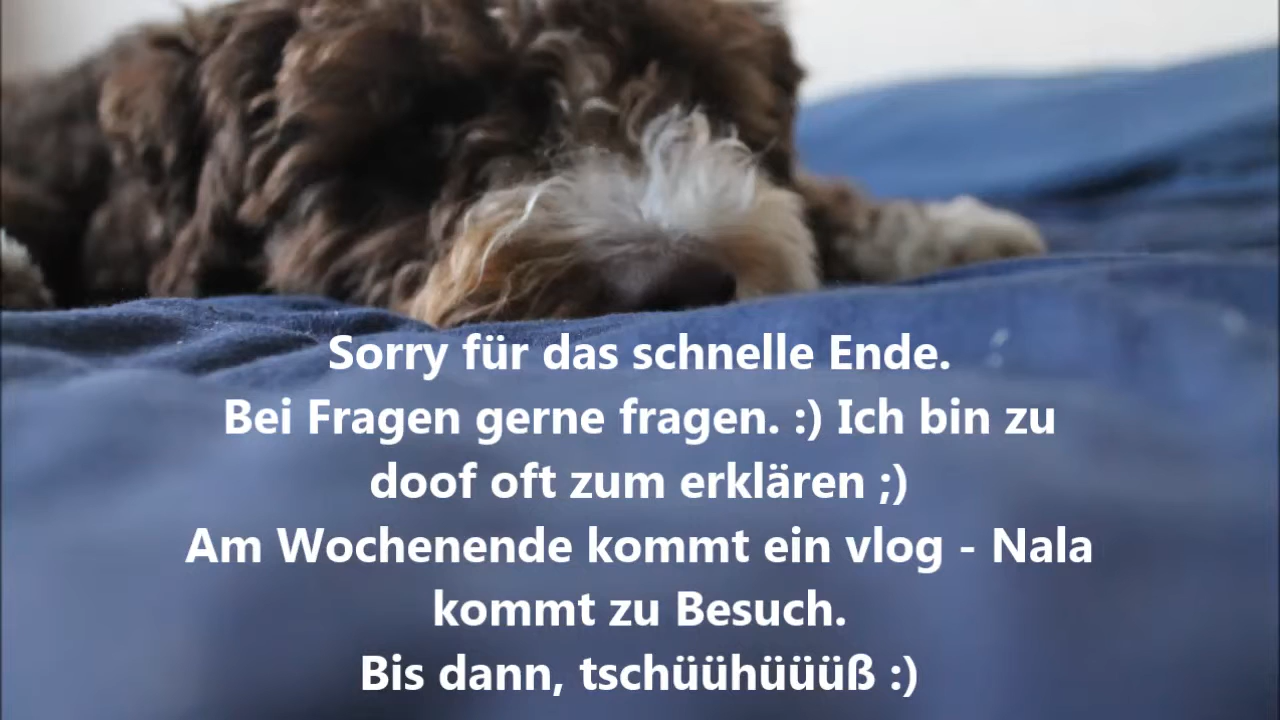 Sorry für das schnelle Ende.
Bei Fragen gerne fragen. :) Ich bin zu
doof oft zum erklären ;)
Am Wochenende kommt ein vlog - Nala
kommt zu Besuch.
Bis dann, tschüühüüüß :)